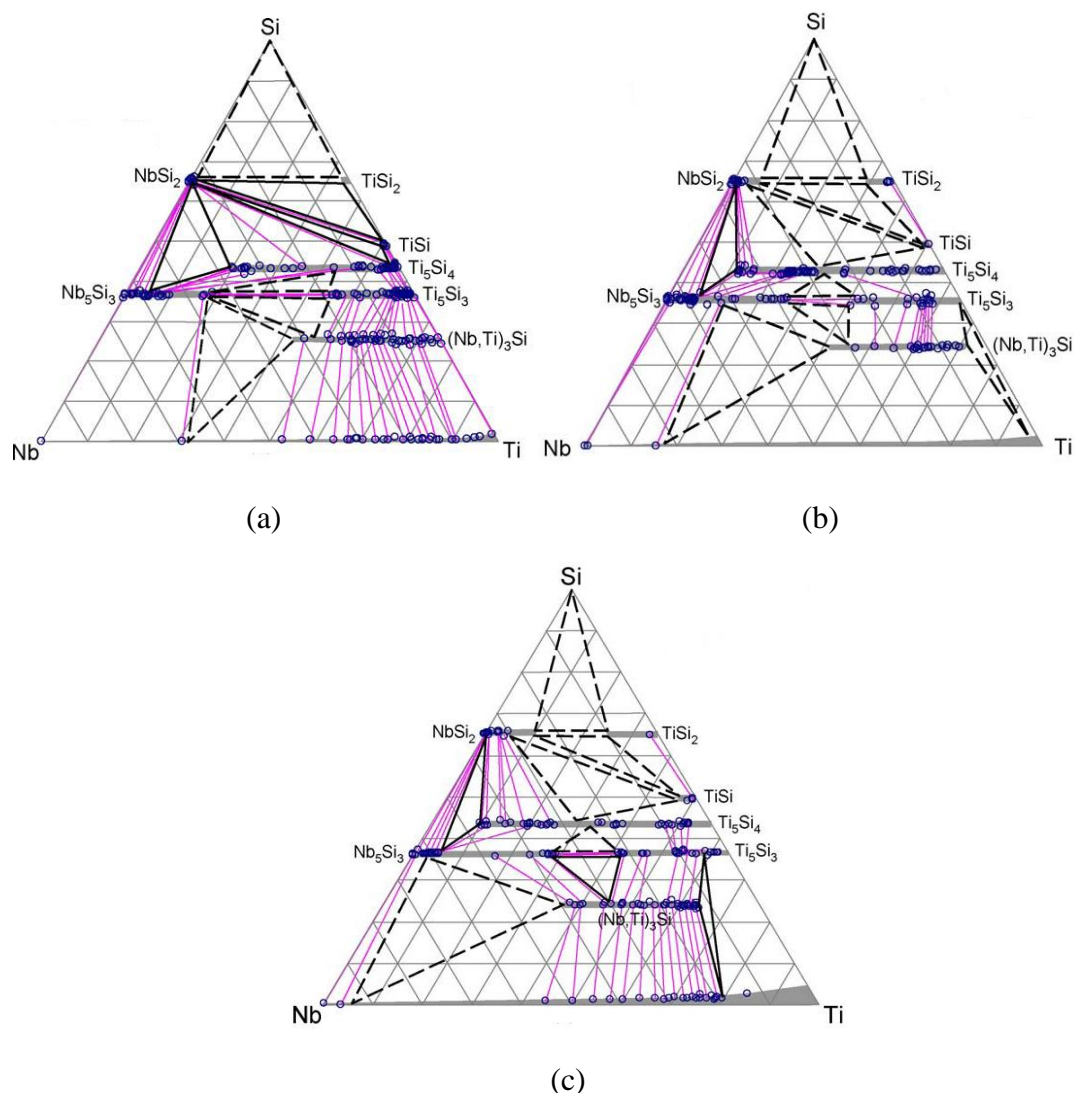 Si
NbSi2
TiSi2
TiSi
Ti5Si4
Nb5Si3
Ti5Si3
(Nb,Ti)3Si
Nb
Ti
(a)
Si
NbSi2
TiSi2
TiSi
Ti5Si4
Nb5Si3
Ti5Si3
(Nb,Ti)3Si
Nb
Ti
(b)
Si
NbSi2
TiSi2
TiSi
Ti5Si4
Nb5Si3
Ti5Si3
(Nb,Ti)3Si
Nb
Ti
(c)